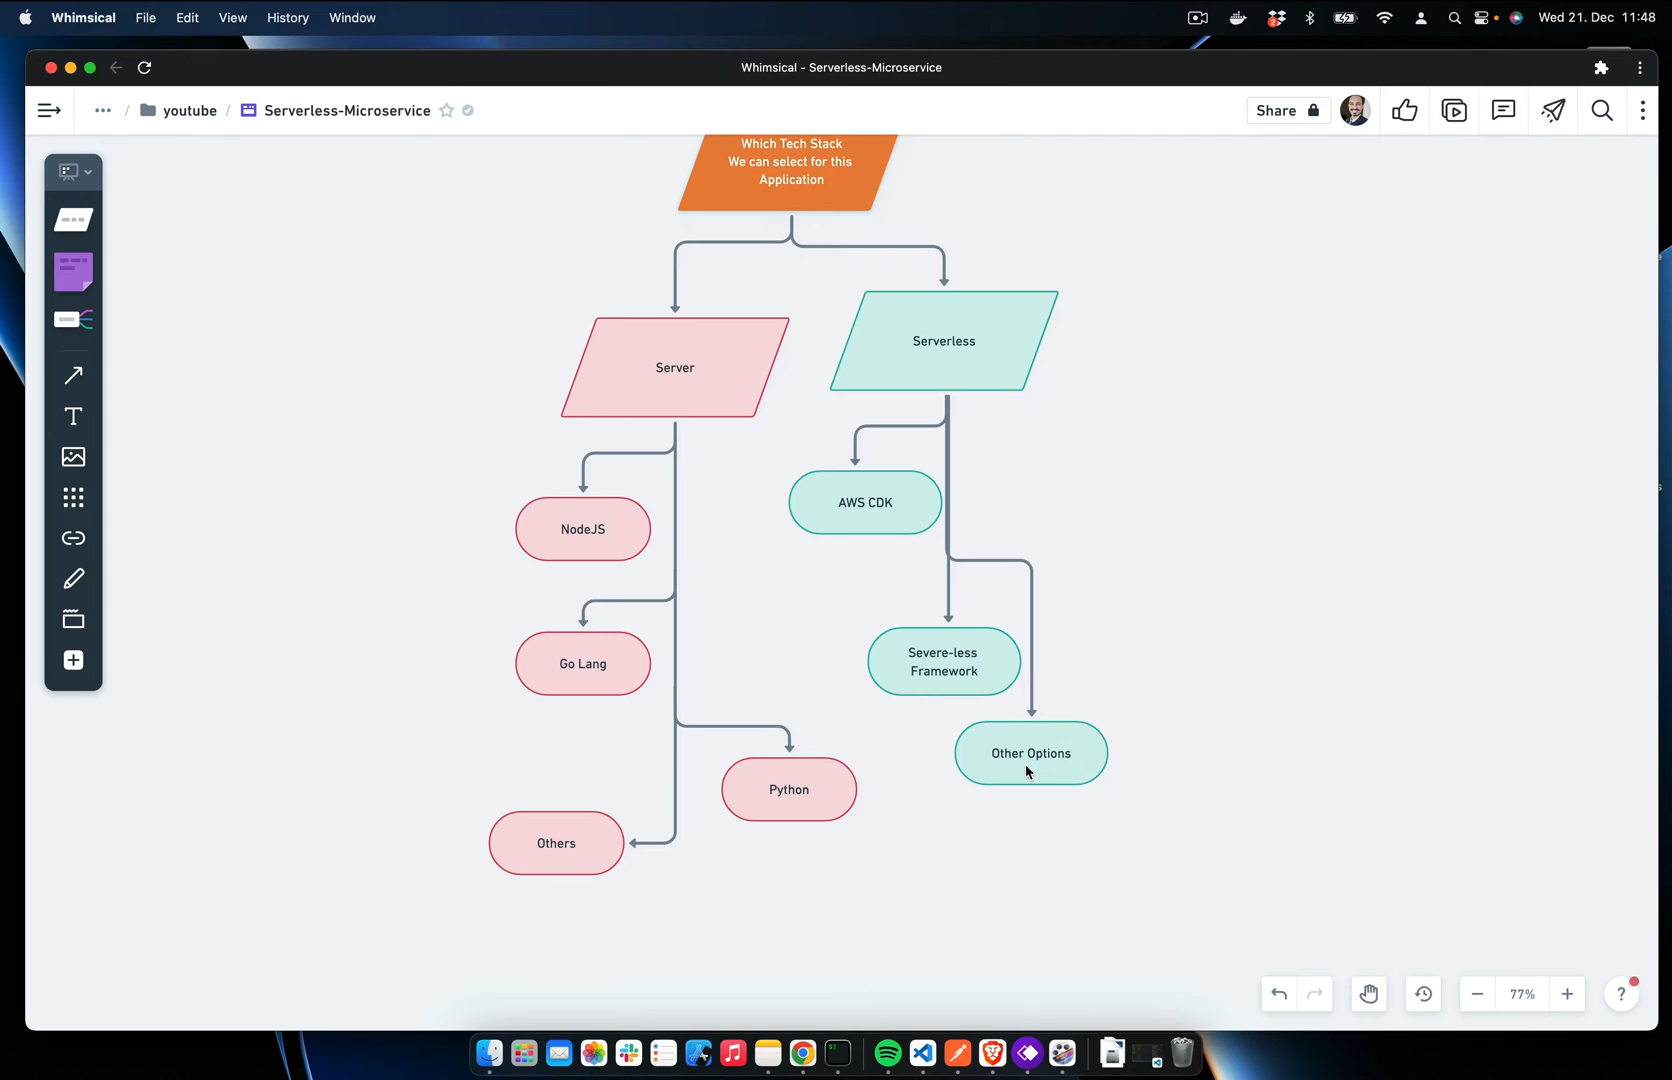 Whimsical File Edit View History Window
Wed 21. Dec 11:48
Whimsical - Serverless-Microservice
... / youtube / Serverless-Microservice
Share
Which Tech Stack
We can select for this
Application
Server
Serverless
NodeJS
AWS CDK
Go Lang
Severe-less
Framework
Other Options
Python
Others
77%
?